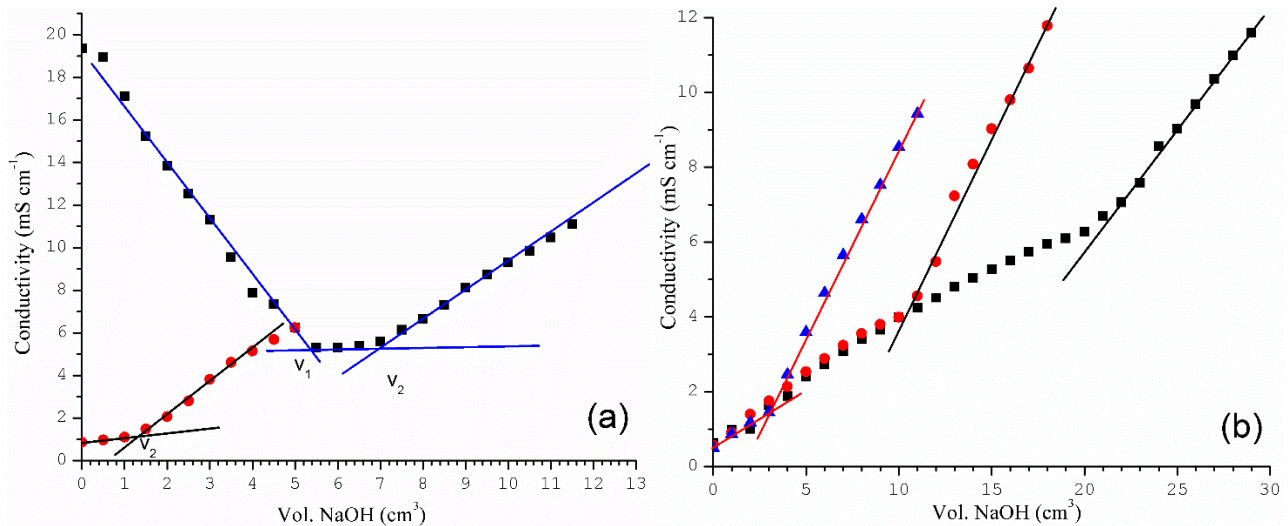 20
18
16
14
12
10
8
6
4
2
0
Conductivity (mS cm⁻¹)
V₁
V₂
V₂
(a)
0 1 2 3 4 5 6 7 8 9 10 11 12 13
Vol. NaOH (cm³)
12
10
8
6
4
2
0
Conductivity (mS cm⁻¹)
(b)
0 5 10 15 20 25 30
Vol. NaOH (cm³)